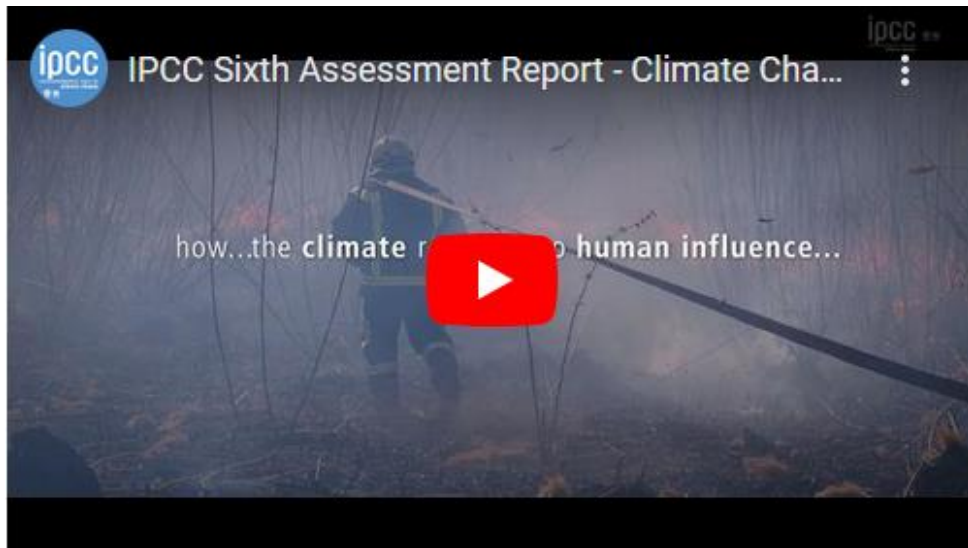 ipcc
ipcc
IPCC Sixth Assessment Report - Climate Cha...
how...the climate r o human influence...